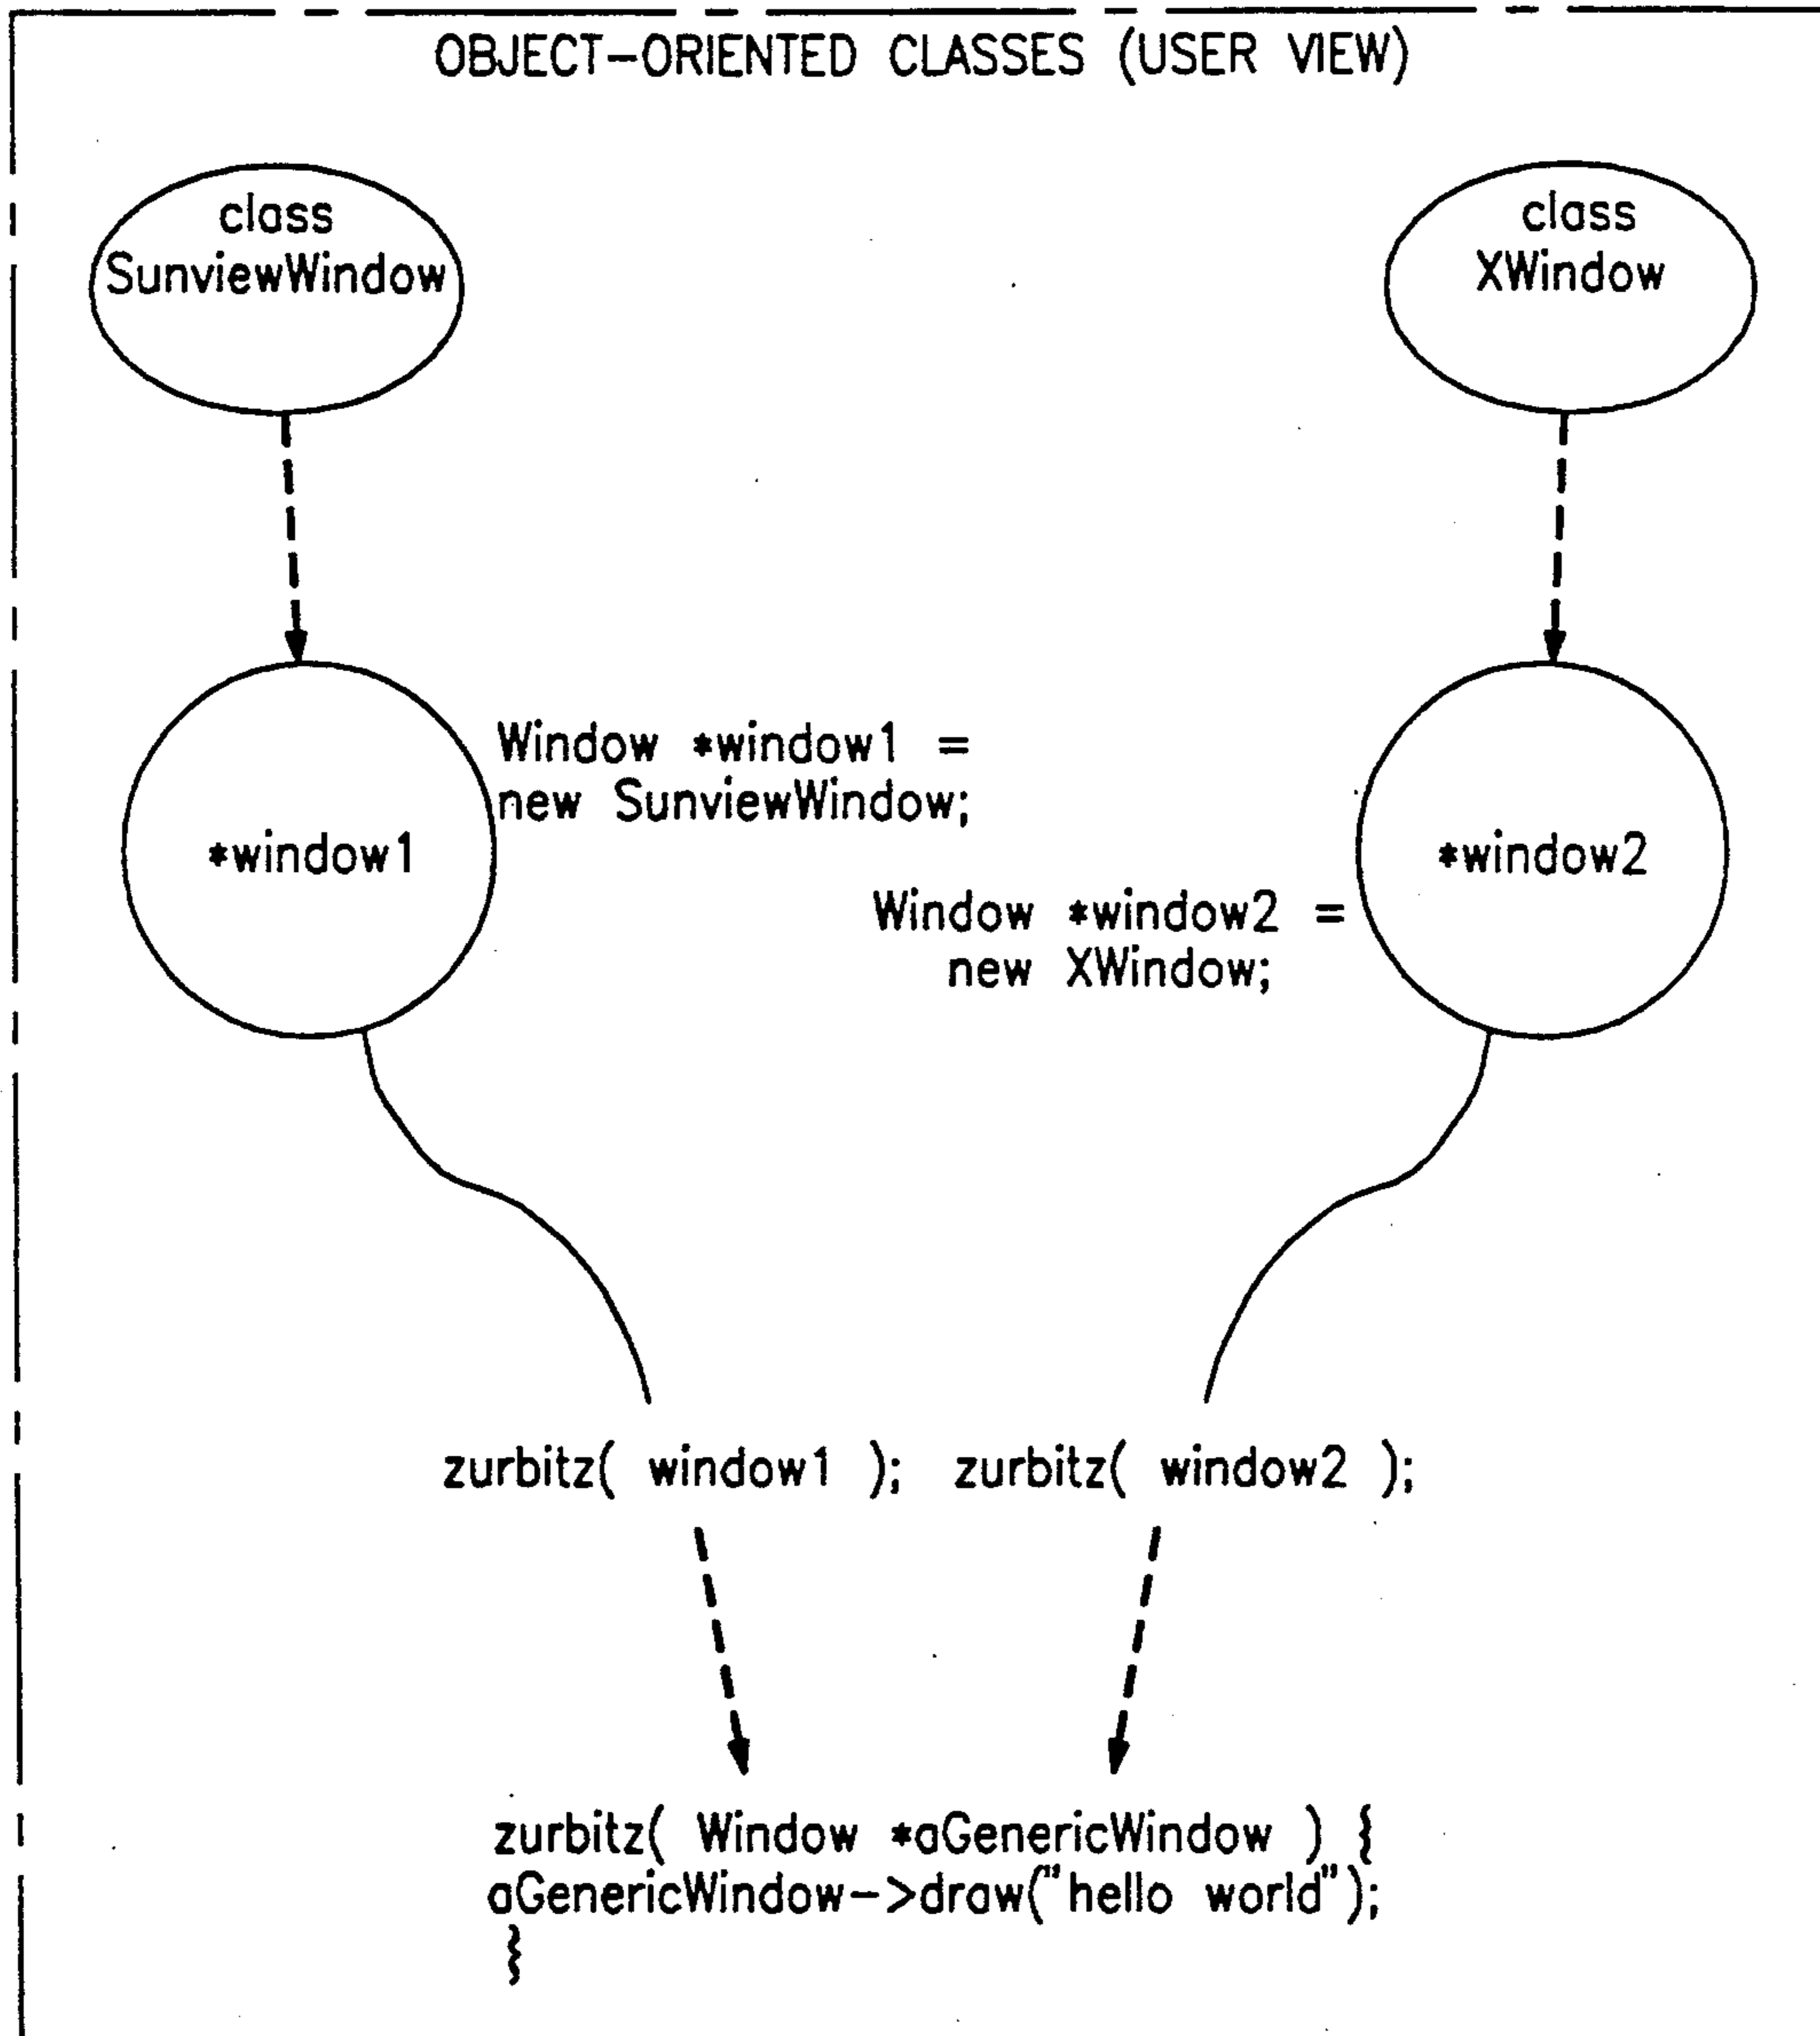 OBJECT-ORIENTED CLASSES (USER VIEW)
class
SunviewWindow
class
XWindow
Window *window1 =
new SunviewWindow;
*window1
*window2
Window *window2 =
new XWindow;
zurbitz( window1 ); zurbitz( window2 );
zurbitz( Window *aGenericWindow ) {
aGenericWindow->draw("hello world");
}